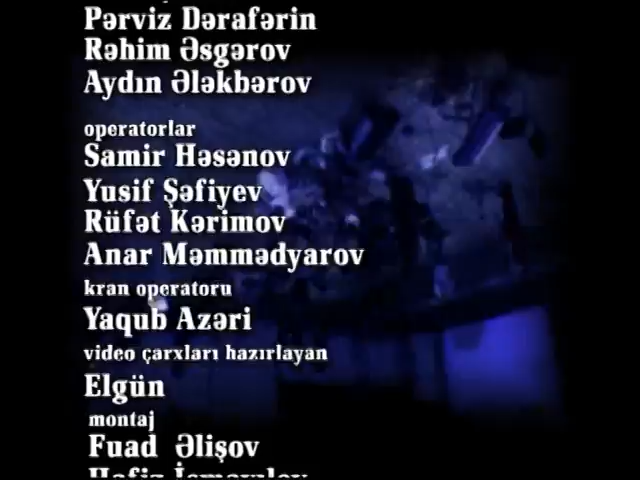 Pərviz Dərafərin
Rəhim Əsgərov
Aydın Ələkbərov
operatorlar
Samir Həsənov
Yusif Şəfiyev
Rüfət Kərimov
Anar Məmmədyarov
kran operatoru
Yaqub Azəri
video çarxları hazırlayan
Elgün
montaj
Fuad Əlişov